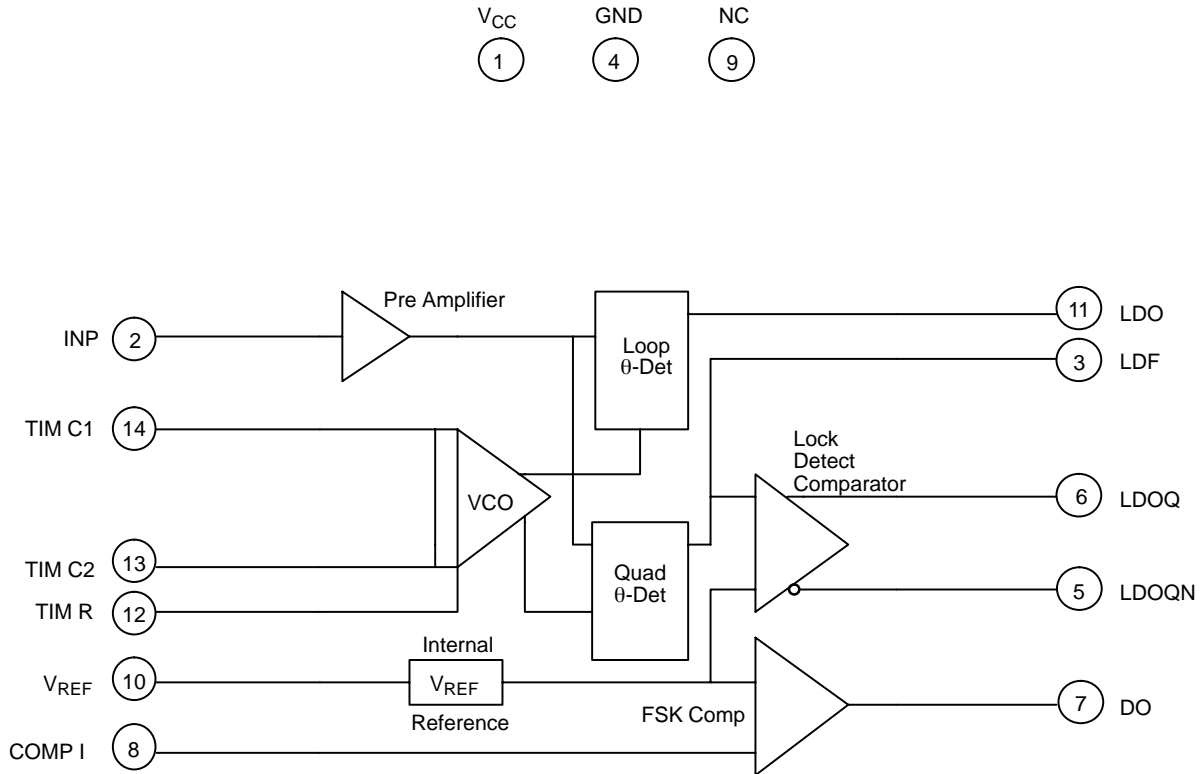 VCC GND NC
1 4 9
Pre Amplifier
INP 2
Loop
θ-Det
11 LDO
3 LDF
TIM C1 14
VCO
Lock
Detect
Comparator
6 LDOQ
TIM C2 13
TIM R 12
Quad
θ-Det
5 LDOQN
Internal
VREF 10
VREF
Reference
FSK Comp
7 DO
COMP I 8